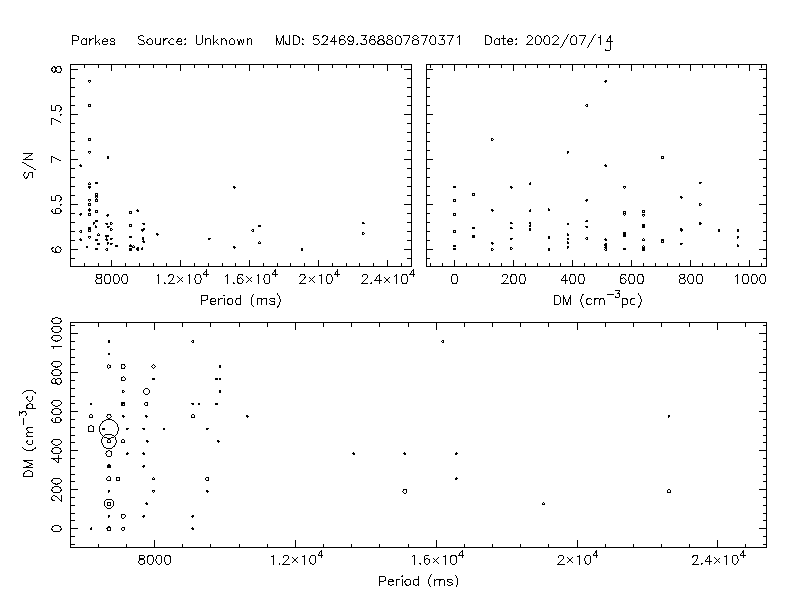 Parkes Source: Unknown MJD: 52469.368807870371 Date: 2002/07/14
S/N
8
7.5
7
6.5
6
8000 1.2×10⁴ 1.6×10⁴ 2×10⁴ 2.4×10⁴
Period (ms)
0 200 400 600 800 1000
DM (cm⁻³pc)
DM (cm⁻³pc)
1000
800
600
400
200
0
8000 1.2×10⁴ 1.6×10⁴ 2×10⁴ 2.4×10⁴
Period (ms)